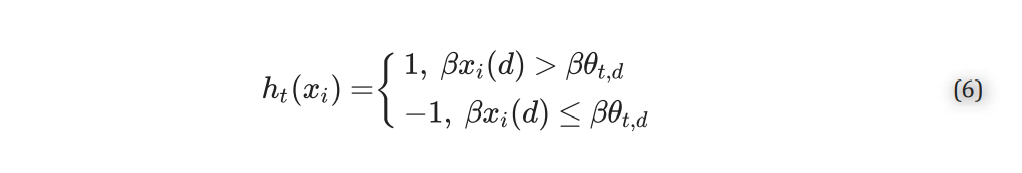 h_t(x_i) = { 1, βx_i(d) > βθ_{t,d}
−1, βx_i(d) ≤ βθ_{t,d}
(6)